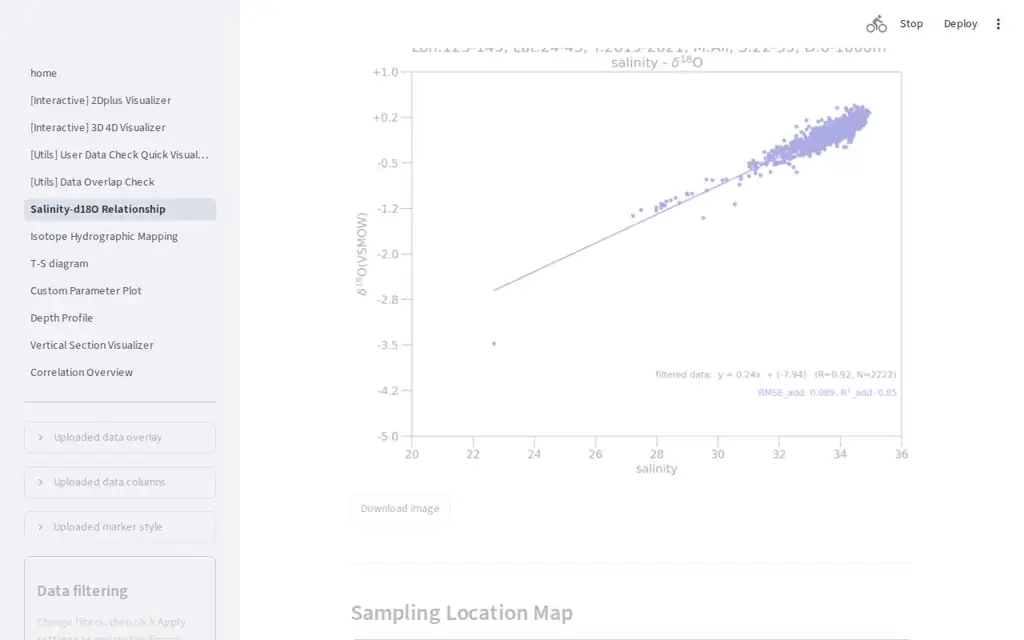 Stop
Deploy
home
[Interactive] 2Dplus Visualizer
[Interactive] 3D 4D Visualizer
[Utils] User Data Check Quick Visual...
[Utils] Data Overlap Check
Salinity-d18O Relationship
Isotope Hydrographic Mapping
T-S diagram
Custom Parameter Plot
Depth Profile
Vertical Section Visualizer
Correlation Overview
Uploaded data overlay
Uploaded data columns
Uploaded marker style
Data filtering
Change filters, then click Apply
settings
salinity - δ¹⁸O
+1.0
+0.2
-0.5
-1.2
-2.0
-2.8
-3.5
-4.2
-5.0
δ¹⁸O(VSMOW)
filtered data: y = 0.24x + (-7.94) (R=0.92, N=2222)
RMSE_add: 0.089, R²_add: 0.85
20 22 24 26 28 30 32 34 36
salinity
Download image
Sampling Location Map